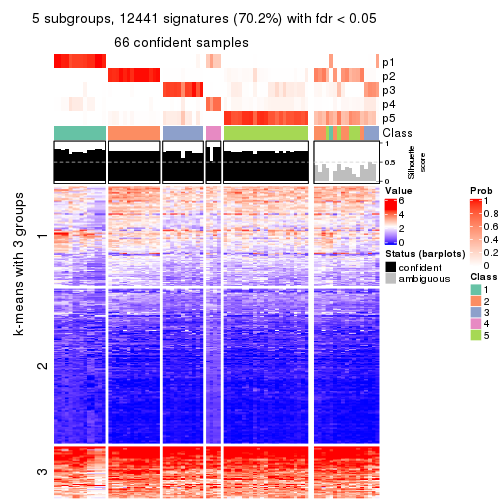 5 subgroups, 12441 signatures (70.2%) with fdr < 0.05
66 confident samples
p1
p2
p3
p4
p5
Class
1
0.5
0
Silhouette
score
k-means with 3 groups
1
2
3
Value
6
4
2
0
Status (barplots)
confident
ambiguous
Prob
1
0.8
0.6
0.4
0.2
0
Class
1
2
3
4
5